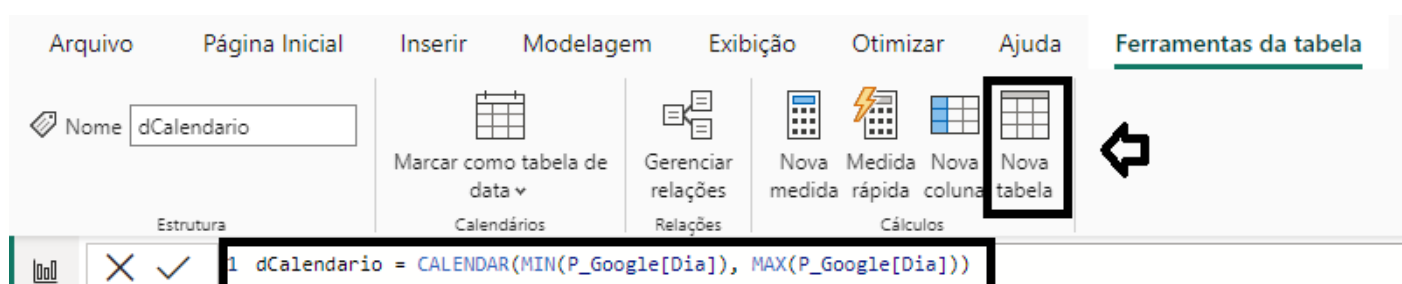 Arquivo Página Inicial Inserir Modelagem Exibição Otimizar Ajuda Ferramentas da tabela
Nome dCalendario
Marcar como tabela de
data
Gerenciar
relações
Nova
medida
Medida
rápida
Nova
coluna
Nova
tabela
Estrutura Calendários Relações Cálculos
1 dCalendario = CALENDAR(MIN(P_Google[Dia]), MAX(P_Google[Dia]))